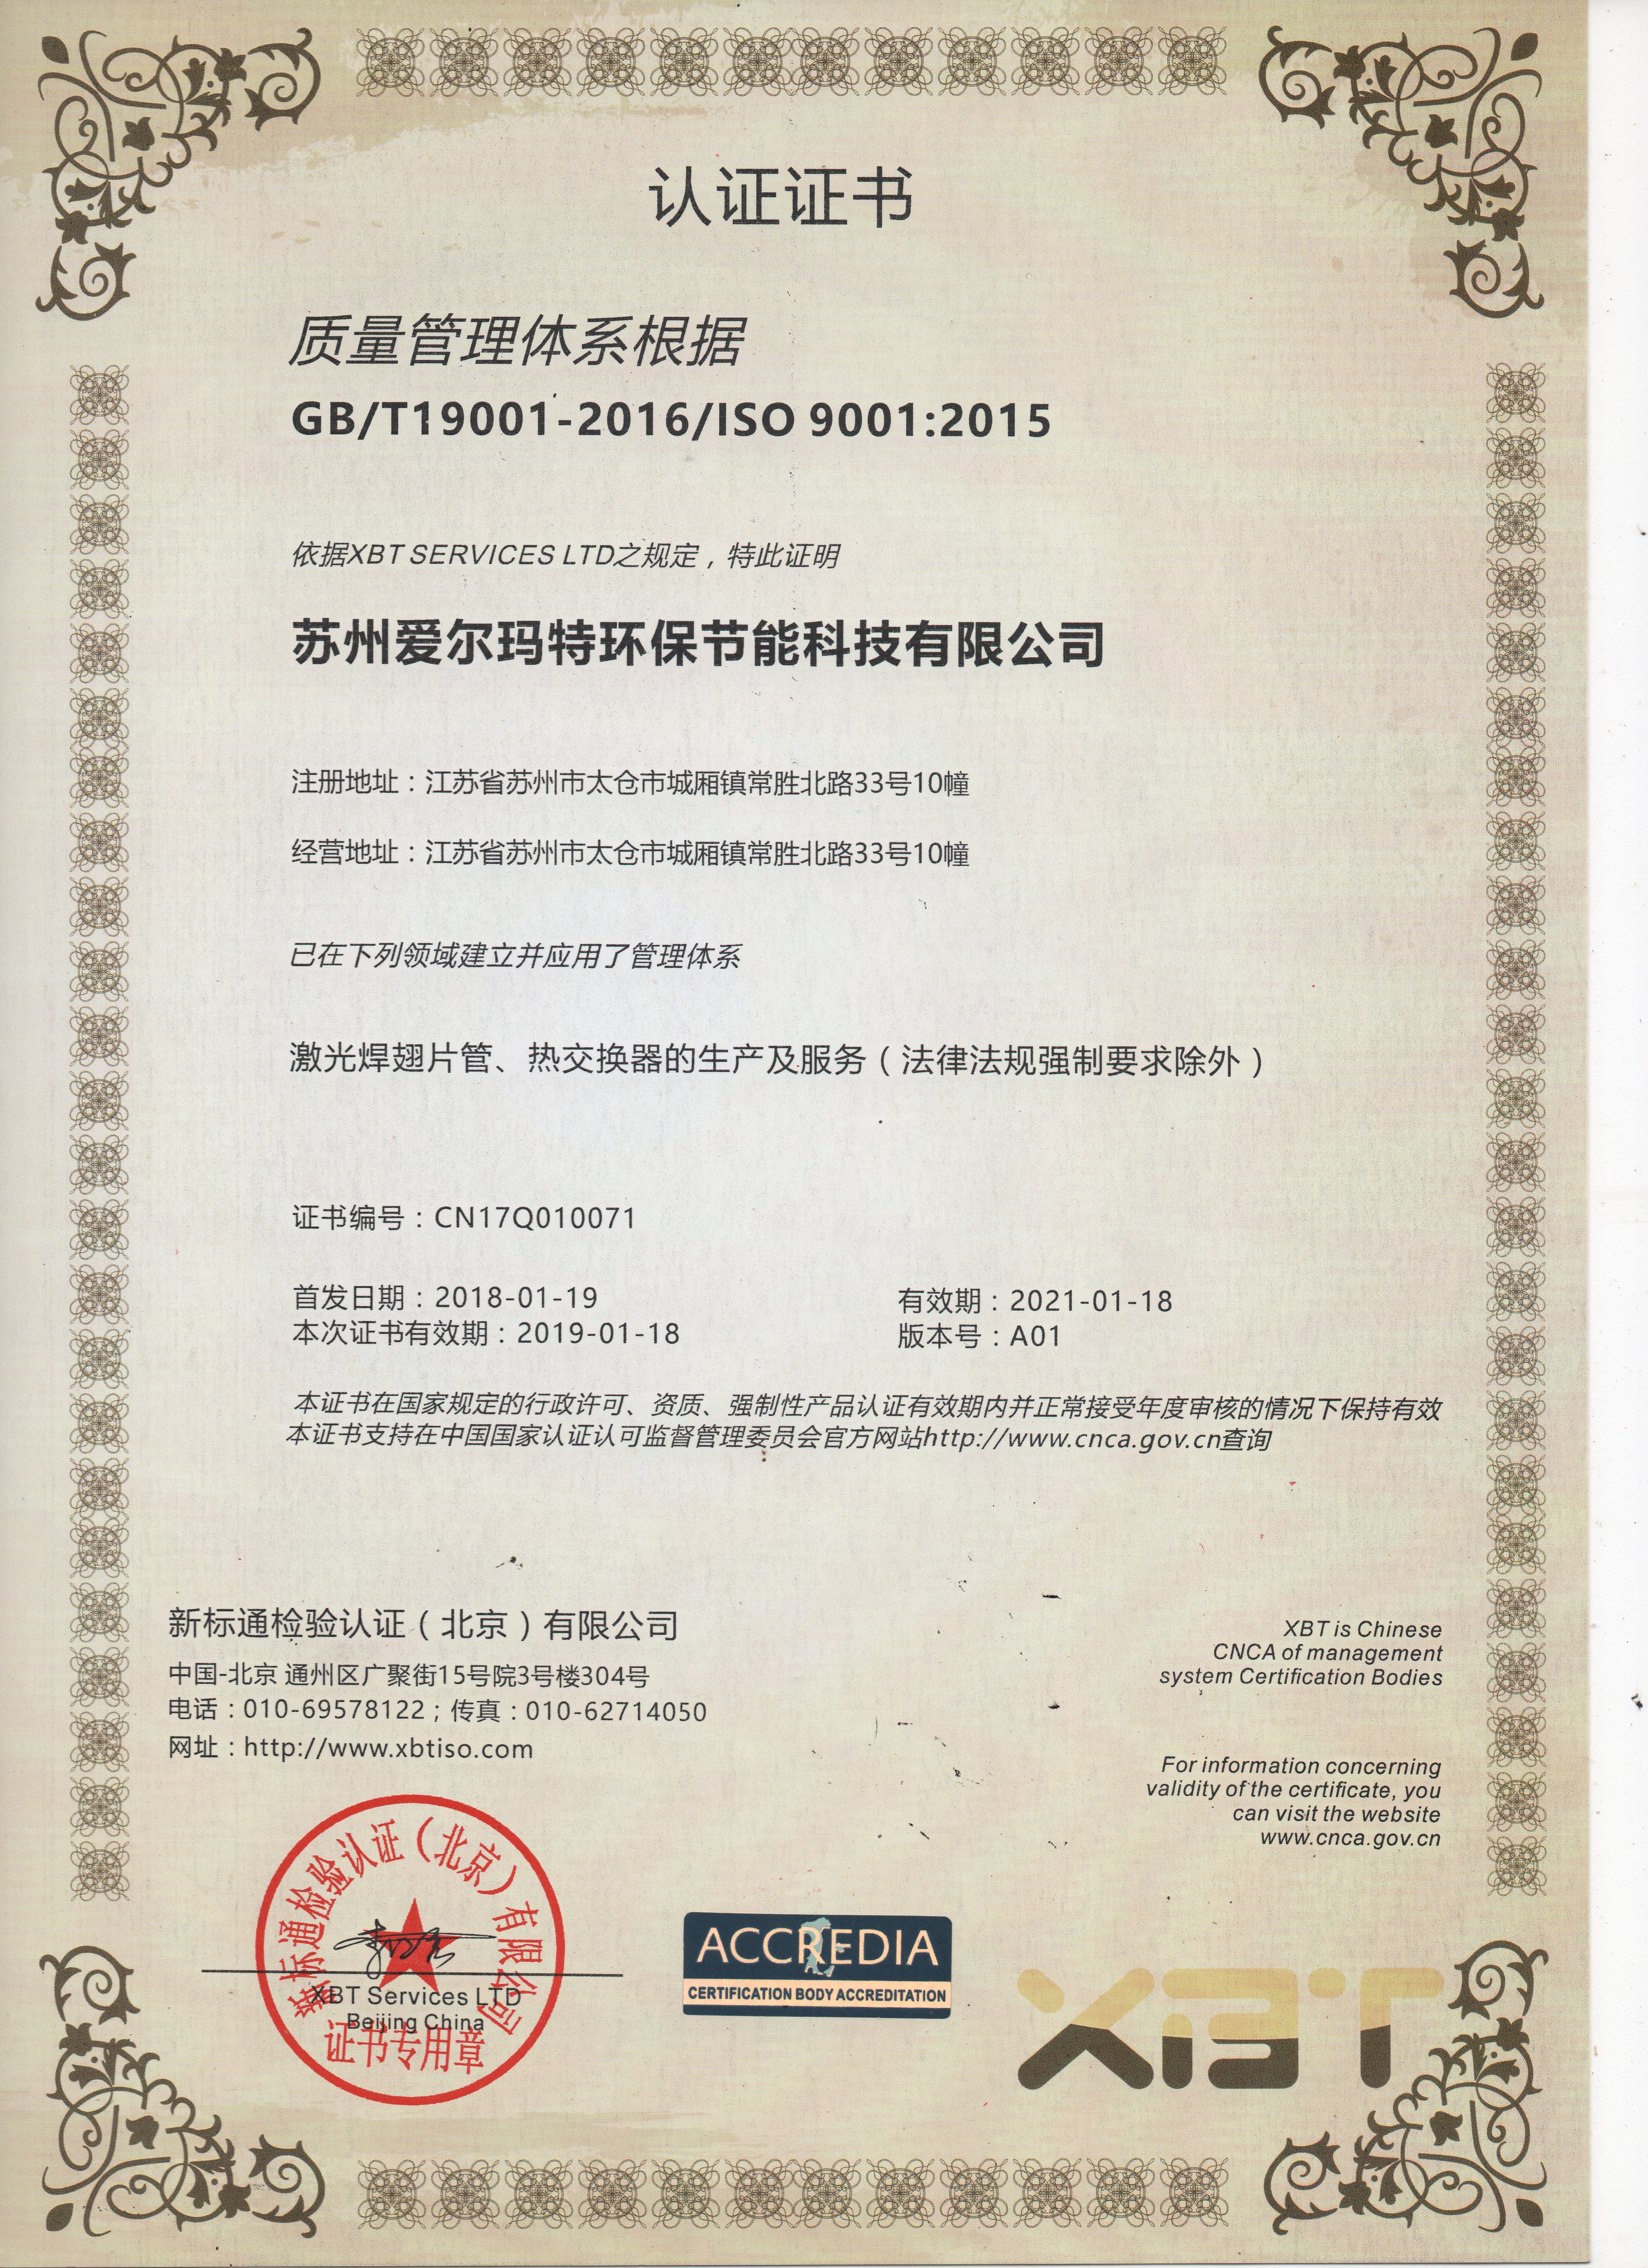 认证证书
质量管理体系根据
GB/T19001-2016/ISO 9001:2015
依据XBT SERVICES LTD之规定，特此证明
苏州爱尔玛特环保节能科技有限公司
注册地址：江苏省苏州市太仓市城厢镇常胜北路33号10幢
经营地址：江苏省苏州市太仓市城厢镇常胜北路33号10幢
已在下列领域建立并应用了管理体系
激光焊翅片管、热交换器的生产及服务（法律法规强制要求除外）
证书编号：CN17Q010071
首发日期：2018-01-19
有效期：2021-01-18
本次证书有效期：2019-01-18
版本号：A01
本证书在国家规定的行政许可、资质、强制性产品认证有效期内并正常接受年度审核的情况下保持有效
本证书支持在中国国家认证认可监督管理委员会官方网站http://www.cnca.gov.cn查询
新标通检验认证（北京）有限公司
中国-北京 通州区广聚街15号院3号楼304号
电话：010-69578122；传真：010-62714050
网址：http://www.xbtiso.com
XBT is Chinese
CNCA of management
system Certification Bodies
For information concerning
validity of the certificate, you
can visit the website
www.cnca.gov.cn
新标通检验认证（北京）有限公司
XBT Services LTD
Beijing China
证书专用章
ACCREDIA
CERTIFICATION BODY ACCREDITATION
XBT